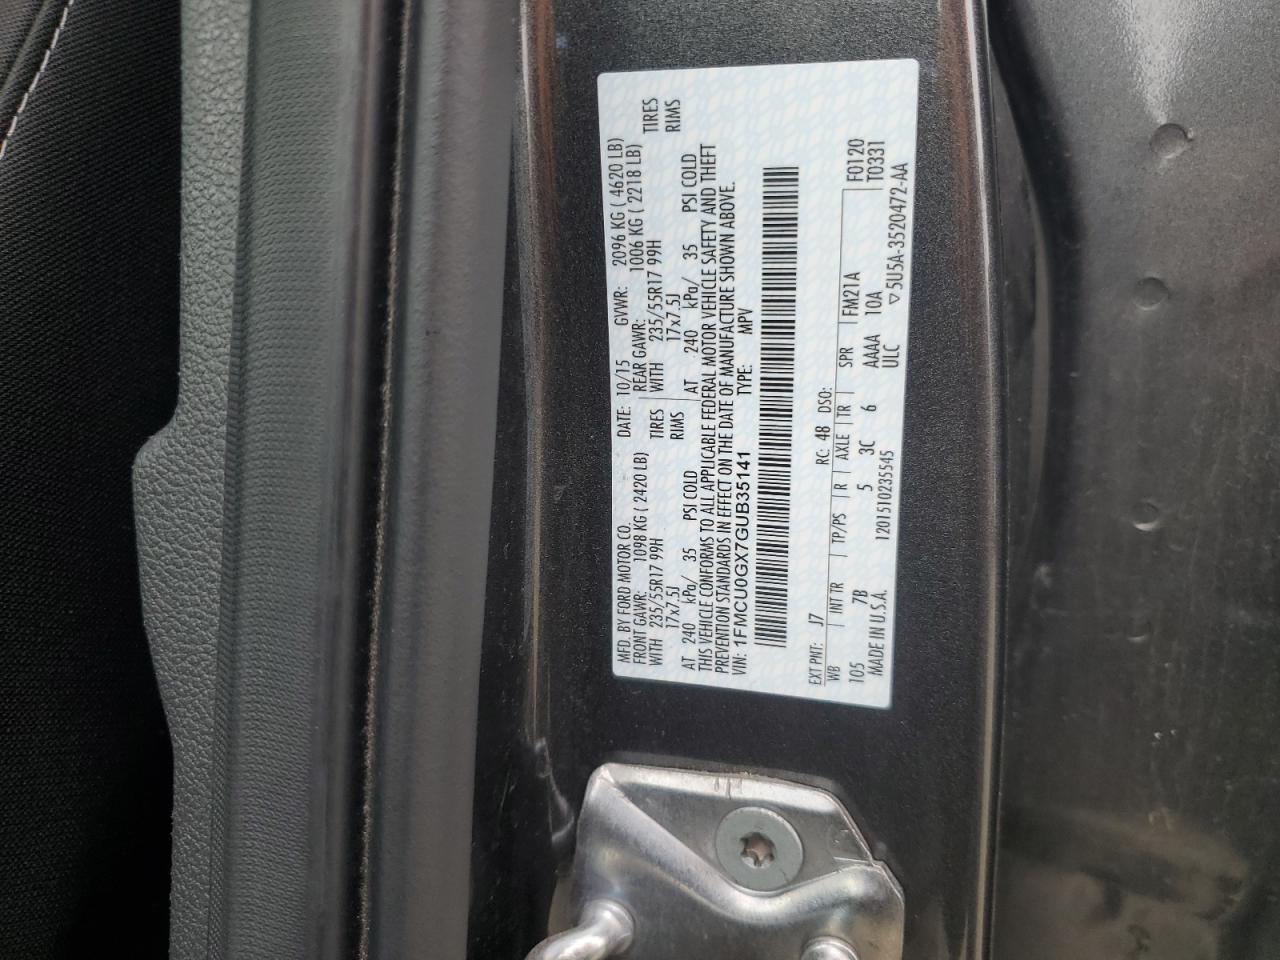 MFD. BY FORD MOTOR CO. DATE: 10/15 GVWR: 2096 KG ( 4620 LB)
FRONT GAWR: 1098 KG ( 2420 LB) REAR GAWR: 1006 KG ( 2218 LB)
WITH 235/55R17 99H TIRES WITH 235/55R17 99H TIRES
17x7.5J RIMS 17x7.5J RIMS
AT 240 kPa/ 35 PSI COLD AT 240 kPa/ 35 PSI COLD
THIS VEHICLE CONFORMS TO ALL APPLICABLE FEDERAL MOTOR VEHICLE SAFETY AND THEFT
PREVENTION STANDARDS IN EFFECT ON THE DATE OF MANUFACTURE SHOWN ABOVE.
VIN: 1FMCU0GX7GUB35141 TYPE: MPV
EXT PNT: J7 RC: 48 DSO:
WB INT TR TP/PS R AXLE TR SPR FM21A F0120
105 7B 5 3C 6 AAAA 10A T0331
MADE IN U.S.A. 1201510235545 ULC ▽5U5A-3520472-AA